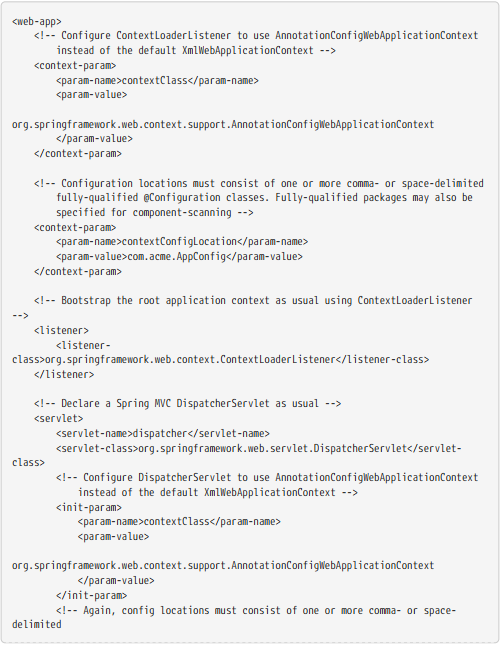 <web-app>
    <!-- Configure ContextLoaderListener to use AnnotationConfigWebApplicationContext
        instead of the default XmlWebApplicationContext -->
    <context-param>
        <param-name>contextClass</param-name>
        <param-value>

org.springframework.web.context.support.AnnotationConfigWebApplicationContext
        </param-value>
    </context-param>

    <!-- Configuration locations must consist of one or more comma- or space-delimited
        fully-qualified @Configuration classes. Fully-qualified packages may also be
        specified for component-scanning -->
    <context-param>
        <param-name>contextConfigLocation</param-name>
        <param-value>com.acme.AppConfig</param-value>
    </context-param>

    <!-- Bootstrap the root application context as usual using ContextLoaderListener
-->
    <listener>
        <listener-
class>org.springframework.web.context.ContextLoaderListener</listener-class>
    </listener>

    <!-- Declare a Spring MVC DispatcherServlet as usual -->
    <servlet>
        <servlet-name>dispatcher</servlet-name>
        <servlet-class>org.springframework.web.servlet.DispatcherServlet</servlet-
class>
        <!-- Configure DispatcherServlet to use AnnotationConfigWebApplicationContext
            instead of the default XmlWebApplicationContext -->
        <init-param>
            <param-name>contextClass</param-name>
            <param-value>

org.springframework.web.context.support.AnnotationConfigWebApplicationContext
            </param-value>
        </init-param>
        <!-- Again, config locations must consist of one or more comma- or space-
delimited